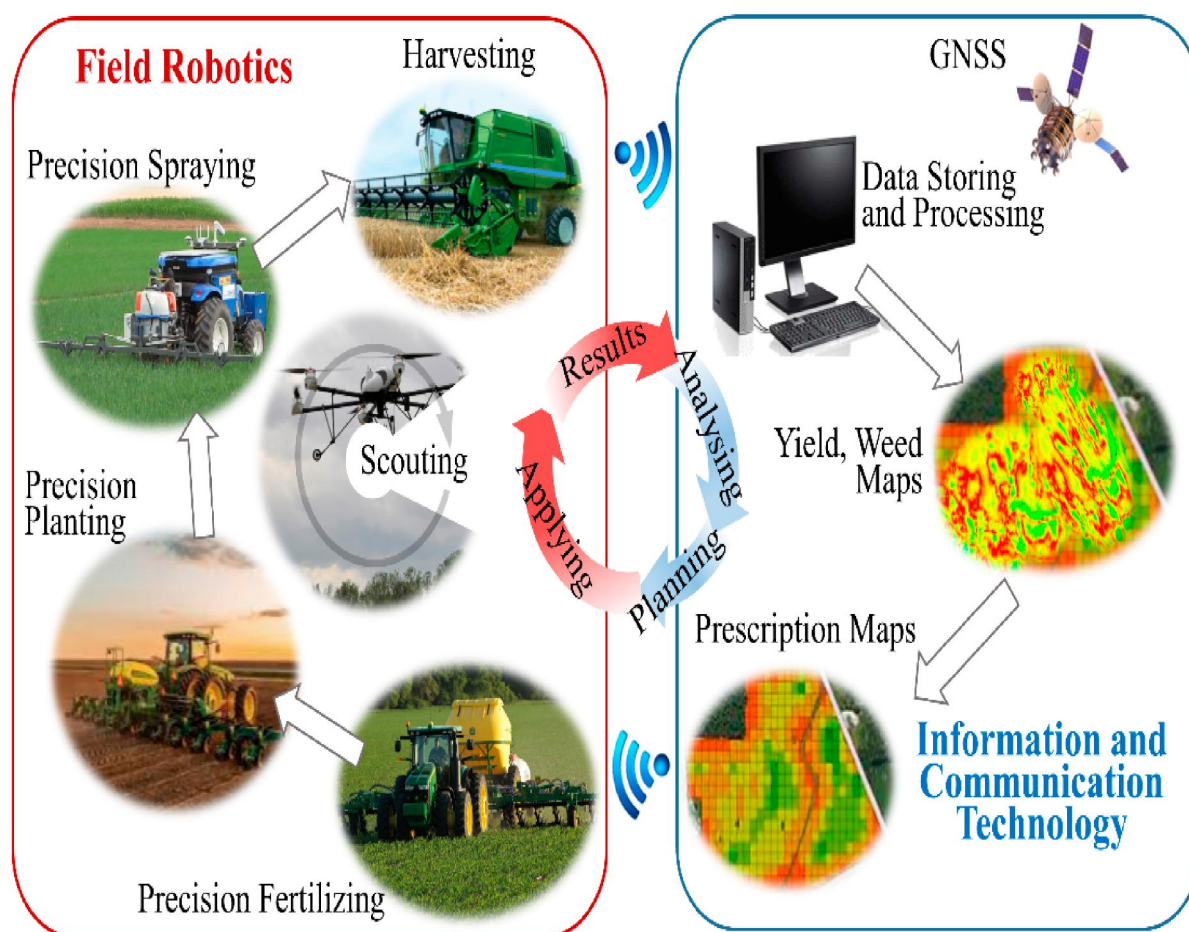 Field Robotics
Harvesting
Precision Spraying
Scouting
Precision
Planting
Precision Fertilizing
Results
Analysing
Planning
Applying
GNSS
Data Storing
and Processing
Yield, Weed
Maps
Prescription Maps
Information and
Communication
Technology